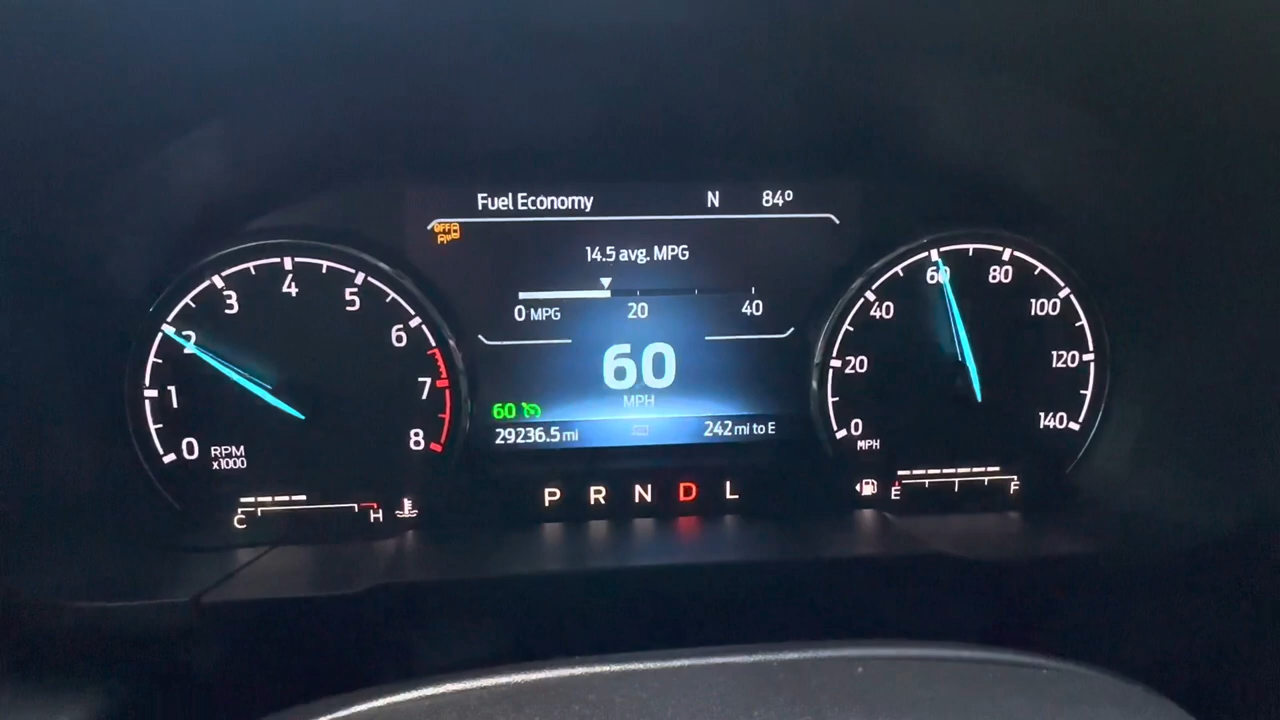 Fuel Economy N 84°
OFF
A
14.5 avg. MPG
0 MPG 20 40
60
MPH
60
29236.5 mi 242 mi to E
0 1 2 3 4 5 6 7 8
RPM
x1000
C H
P R N D L
0 20 40 60 80 100 120 140
MPH
E F